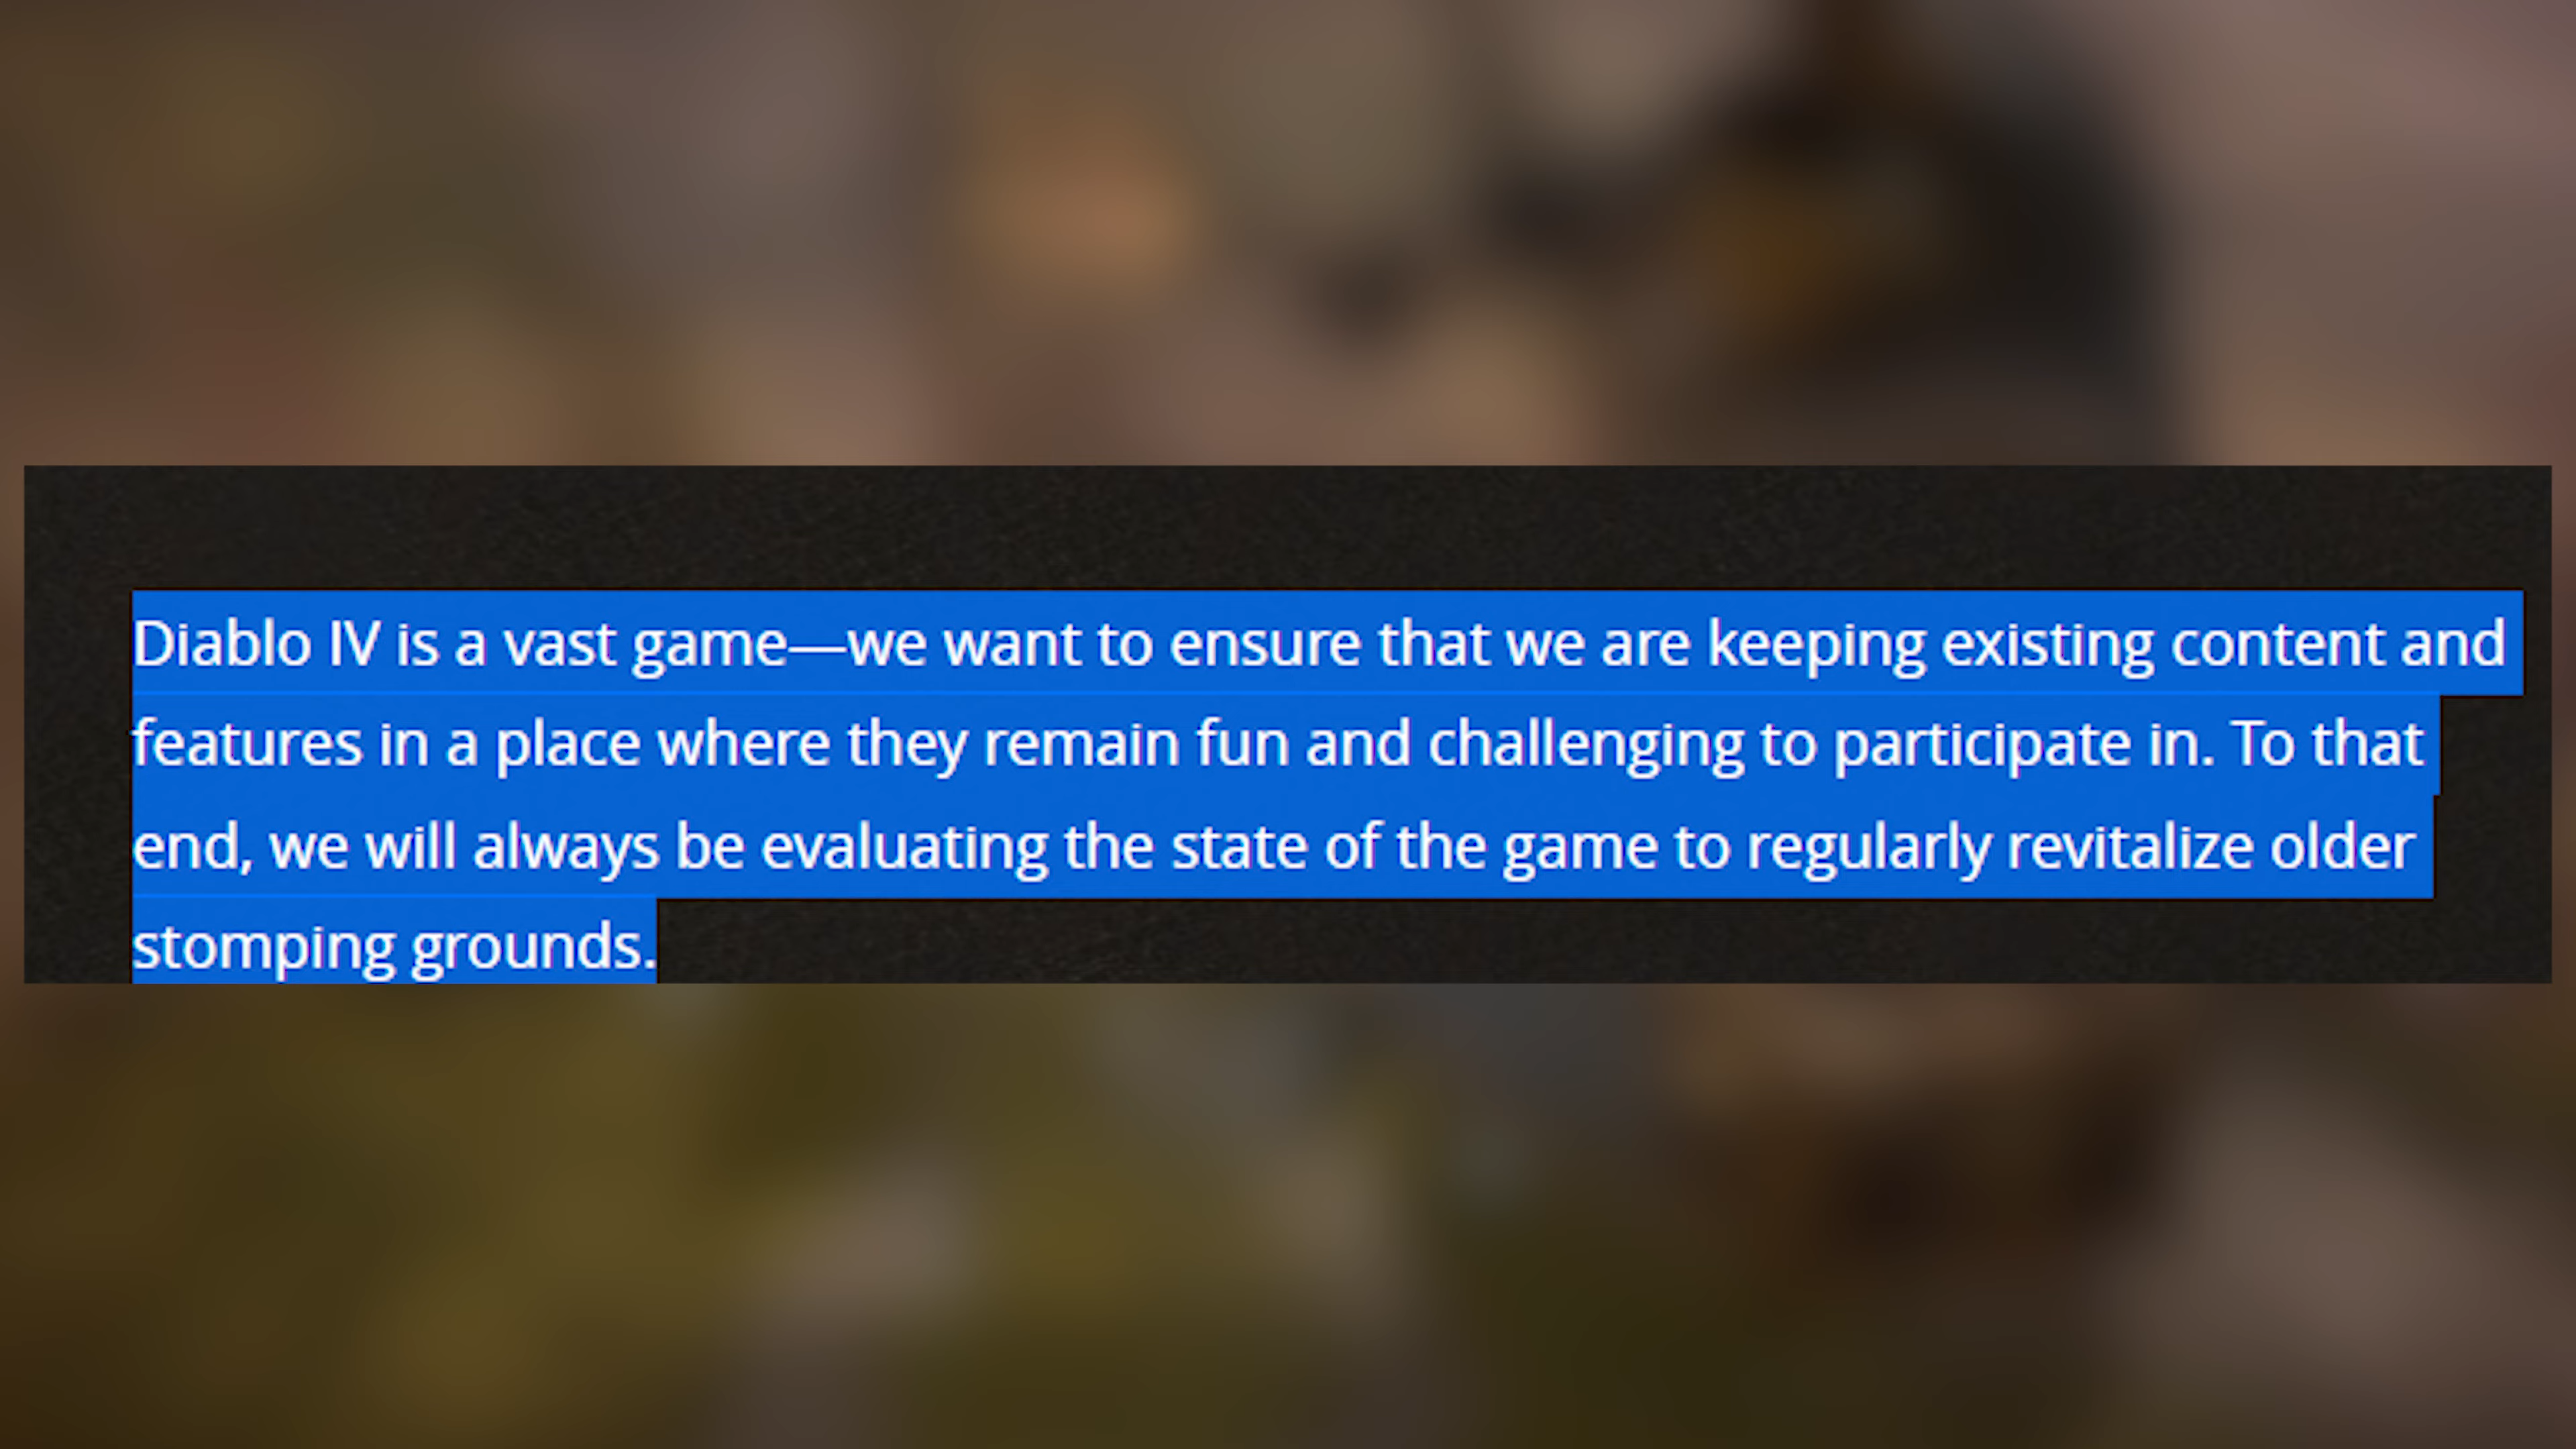 Diablo IV is a vast game—we want to ensure that we are keeping existing content and
features in a place where they remain fun and challenging to participate in. To that
end, we will always be evaluating the state of the game to regularly revitalize older
stomping grounds.